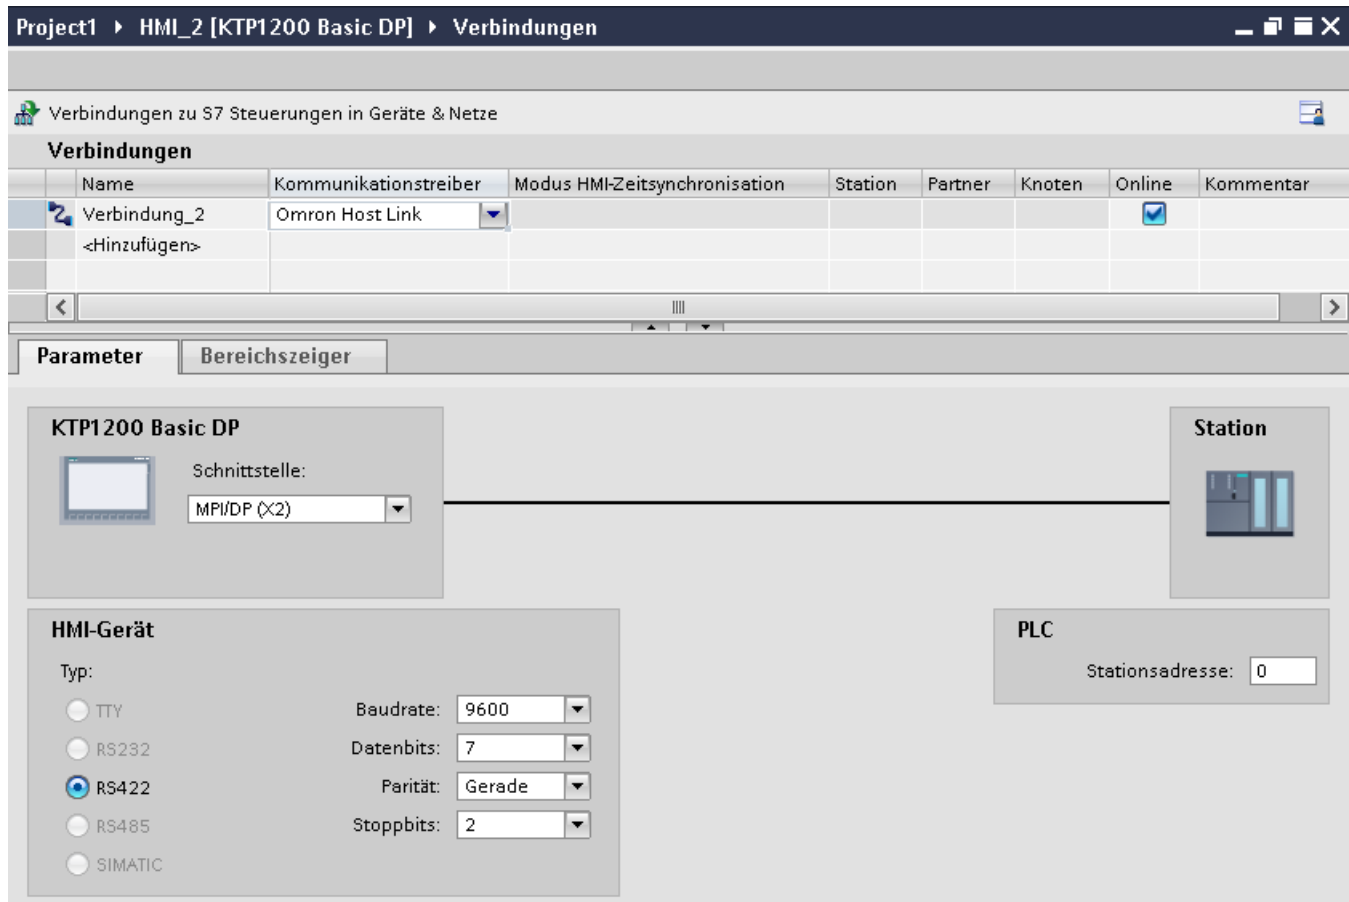 Project1 ▸ HMI_2 [KTP1200 Basic DP] ▸ Verbindungen
Verbindungen zu S7 Steuerungen in Geräte & Netze
Verbindungen
Name Kommunikationstreiber Modus HMI-Zeitsynchronisation Station Partner Knoten Online Kommentar
Verbindung_2 Omron Host Link
<Hinzufügen>
Parameter Bereichszeiger
KTP1200 Basic DP Station
Schnittstelle:
MPI/DP (X2)
HMI-Gerät PLC
Typ: Stationsadresse: 0
TTY Baudrate: 9600
RS232 Datenbits: 7
RS422 Parität: Gerade
RS485 Stoppbits: 2
SIMATIC